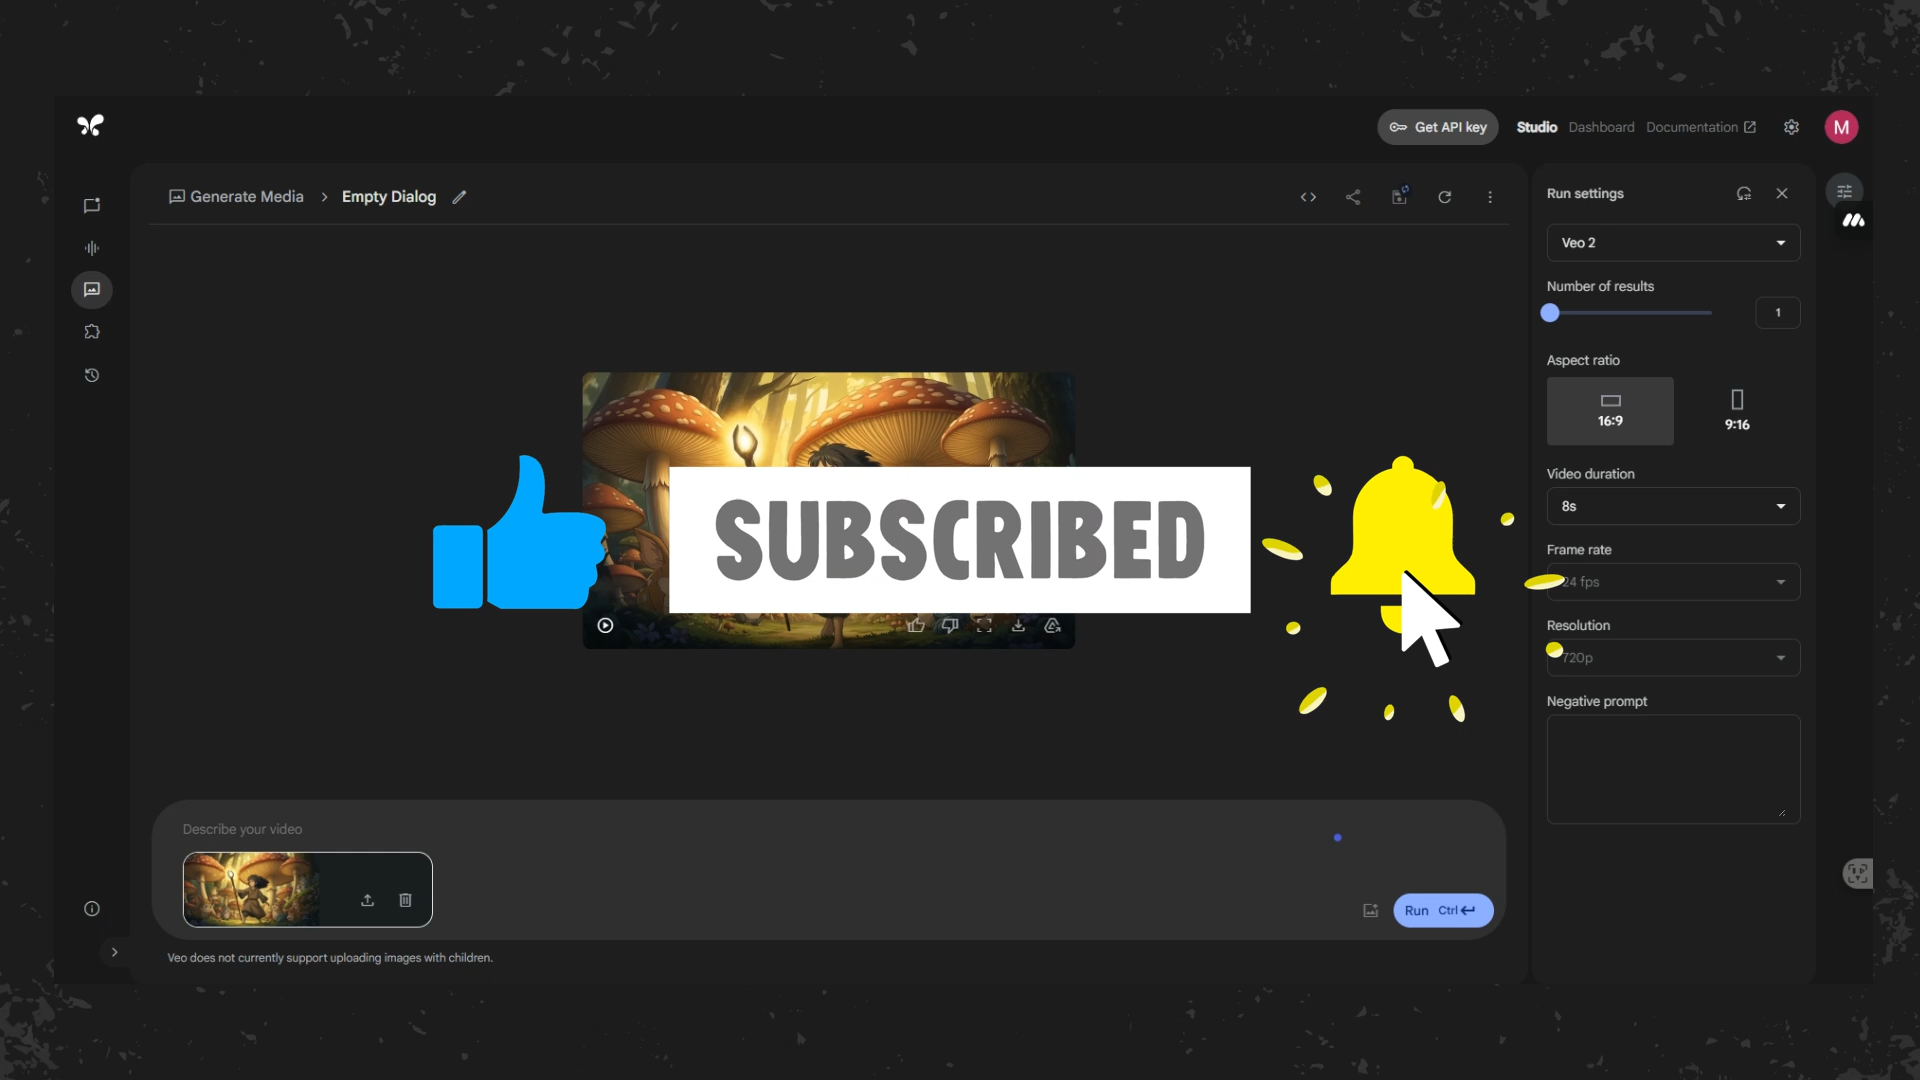 Get API key
Studio
Dashboard
Documentation
M
Generate Media
Empty Dialog
Run settings
Veo 2
Number of results
1
Aspect ratio
16:9
9:16
Video duration
8s
Frame rate
24 fps
Resolution
720p
Negative prompt
SUBSCRIBED
Describe your video
Run Ctrl
Veo does not currently support uploading images with children.